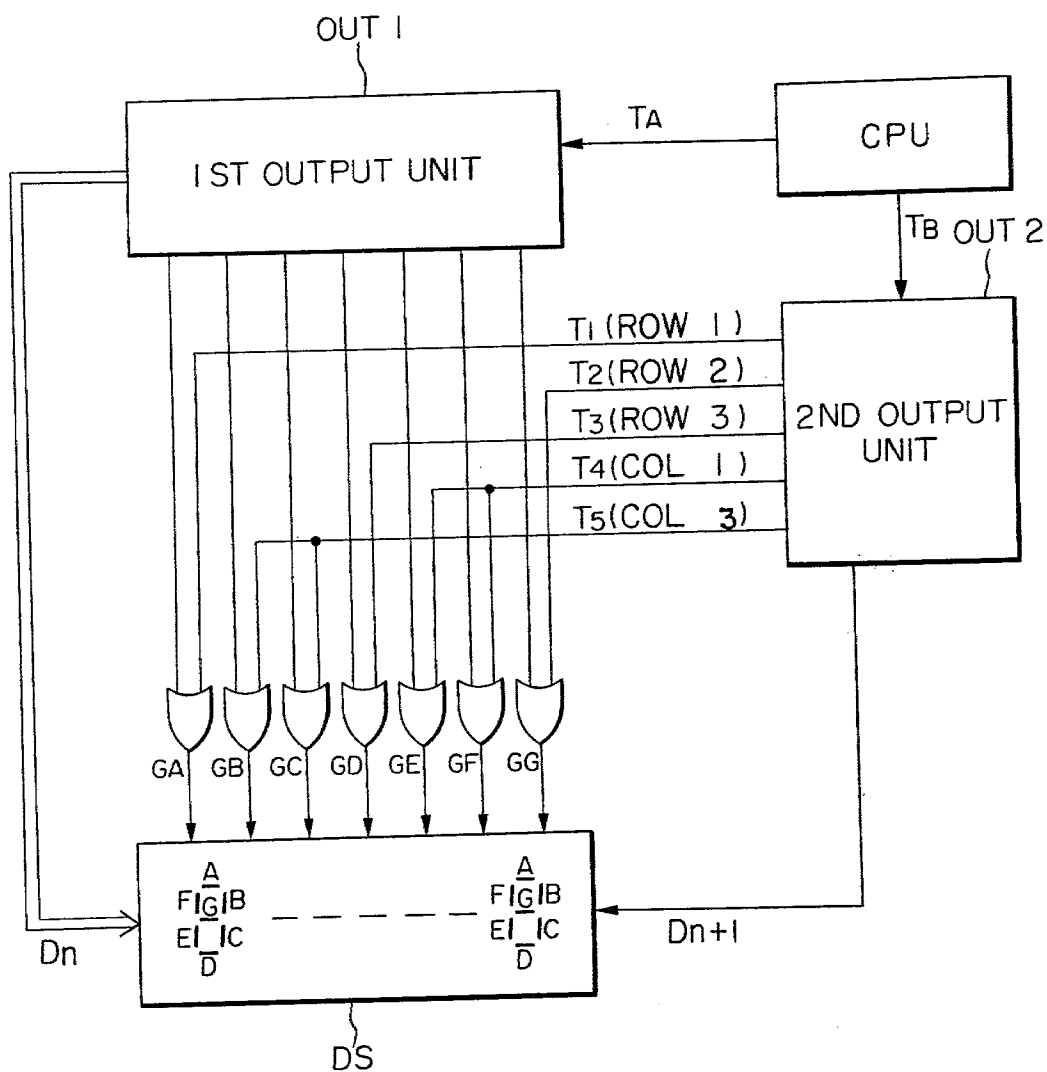 OUT 1
1ST OUTPUT UNIT
TA
CPU
TB
OUT 2
T1(ROW 1)
T2(ROW 2)
T3(ROW 3)
T4(COL 1)
T5(COL 3)
2ND OUTPUT
UNIT
GA GB GC GD GE GF GG
A A
F G B F G B
E C E C
D D
Dn
Dn+1
DS